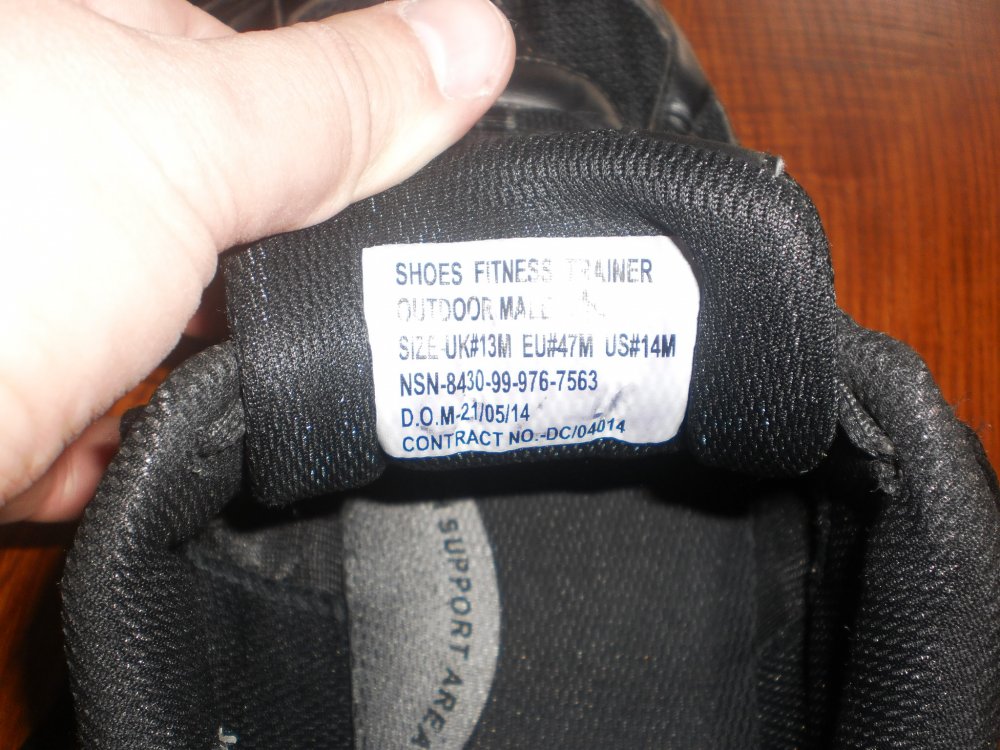 SHOES FITNESS TRAINER
OUTDOOR MALE
SIZE-UK#13M EU#47M US#14M
NSN-8430-99-976-7563
D.O.M-21/05/14
CONTRACT NO.-DC/04014
SUPPORT AREA